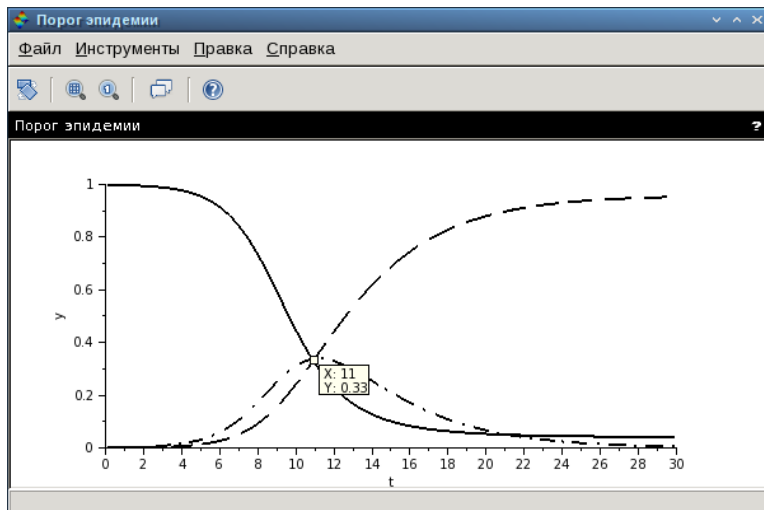 Порог эпидемии
Файл Инструменты Правка Справка
Порог эпидемии ?
1
0.8
0.6
0.4
0.2
0
y
X: 11
Y: 0.33
0 2 4 6 8 10 12 14 16 18 20 22 24 26 28 30
t